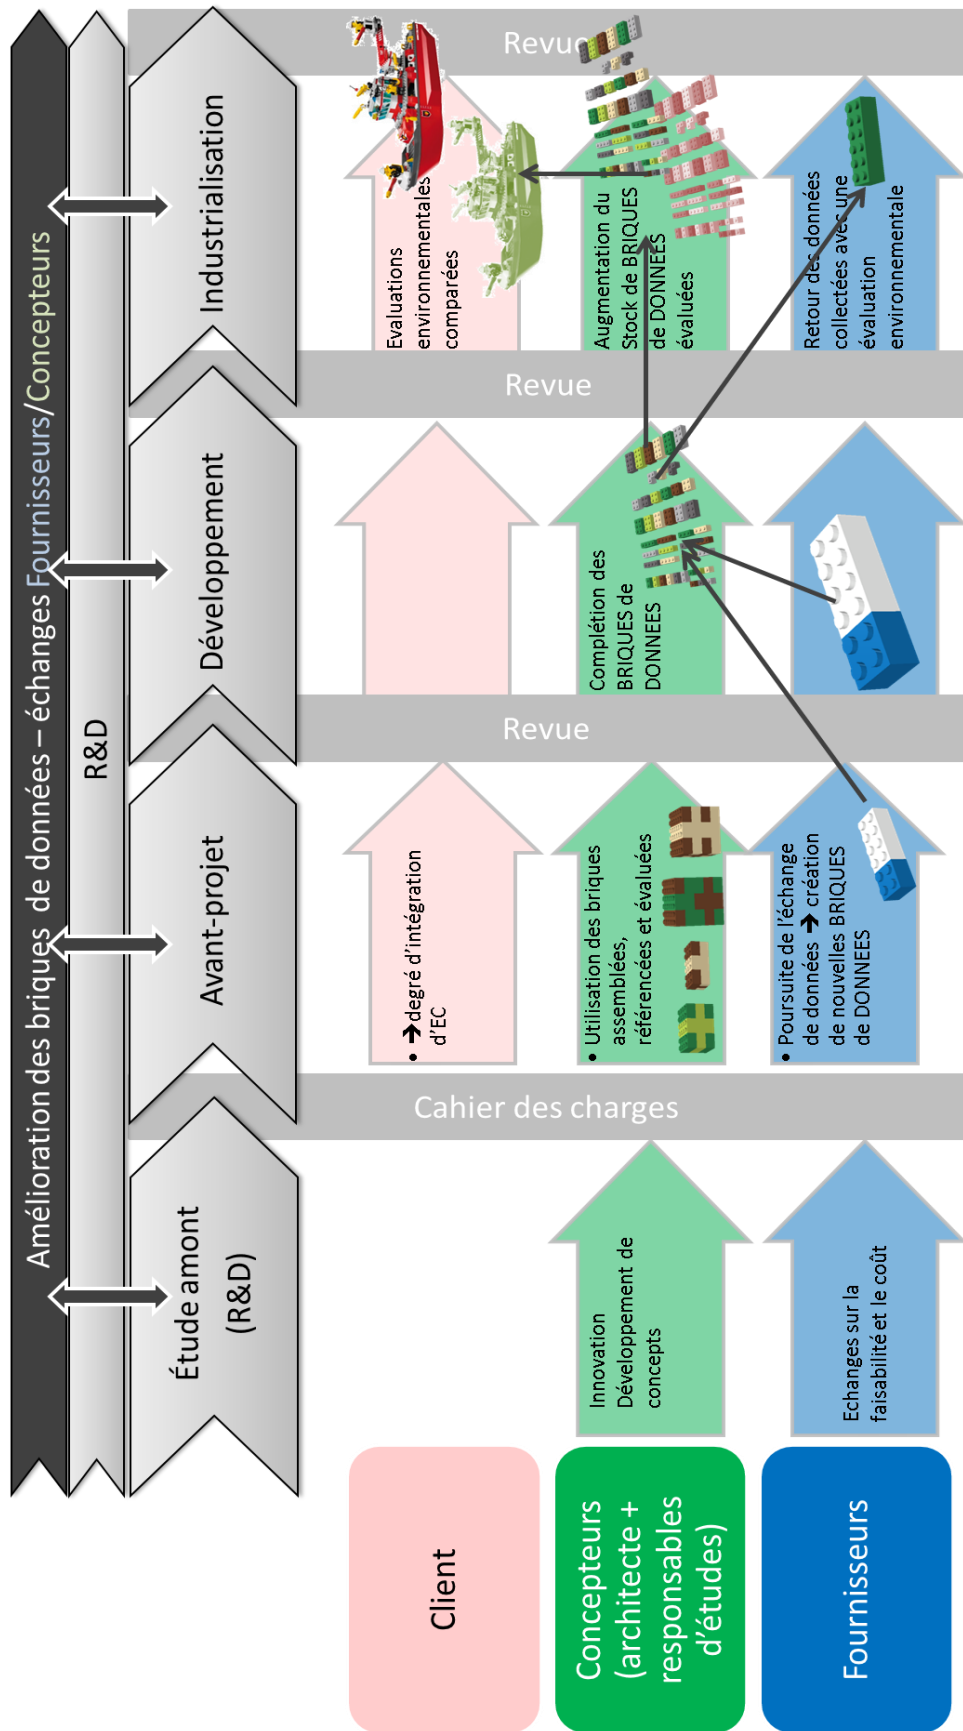 Amélioration des briques de données – échanges Fournisseurs/Concepteurs
R&D
Étude amont
(R&D)
Avant-projet
Développement
Industrialisation
Cahier des charges
Revue
Revue
Revue
Client
• ➔degré d'intégration
d'EC
Evaluations
environnementales
comparées
Concepteurs
(architecte +
responsables
d'études)
Innovation
Développement de
concepts
• Utilisation des briques
assemblées,
référencées et évaluées
Complétion des
BRIQUES de
DONNEES
Augmentation du
Stock de BRIQUES
de DONNEES
évaluées
Fournisseurs
Echanges sur la
faisabilité et le coût
• Poursuite de l'échange
de données ➔ création
de nouvelles BRIQUES
de DONNEES
Retour des données
collectées avec une
évaluation
environnementale